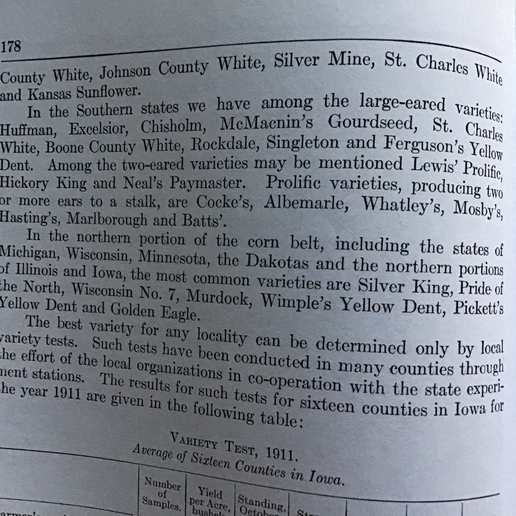 178
County White, Johnson County White, Silver Mine, St. Charles White
and Kansas Sunflower.
In the Southern states we have among the large-eared varieties:
Huffman, Excelsior, Chisholm, McMacnin's Gourdseed, St. Charles
White, Boone County White, Rockdale, Singleton and Ferguson's Yellow
Dent. Among the two-eared varieties may be mentioned Lewis' Prolific,
Hickory King and Neal's Paymaster. Prolific varieties, producing two
or more ears to a stalk, are Cocke's, Albemarle, Whatley's, Mosby's,
Hasting's, Marlborough and Batts'.
In the northern portion of the corn belt, including the states of
Michigan, Wisconsin, Minnesota, the Dakotas and the northern portions
of Illinois and Iowa, the most common varieties are Silver King, Pride of
the North, Wisconsin No. 7, Murdock, Wimple's Yellow Dent, Pickett's
Yellow Dent and Golden Eagle.
The best variety for any locality can be determined only by local
variety tests. Such tests have been conducted in many counties through
the effort of the local organizations in co-operation with the state experi-
ment stations. The results for such tests for sixteen counties in Iowa for
the year 1911 are given in the following table:
VARIETY TEST, 1911.
Average of Sixteen Counties in Iowa.
Number of Samples.
Yield per Acre, bushels
Standing, October